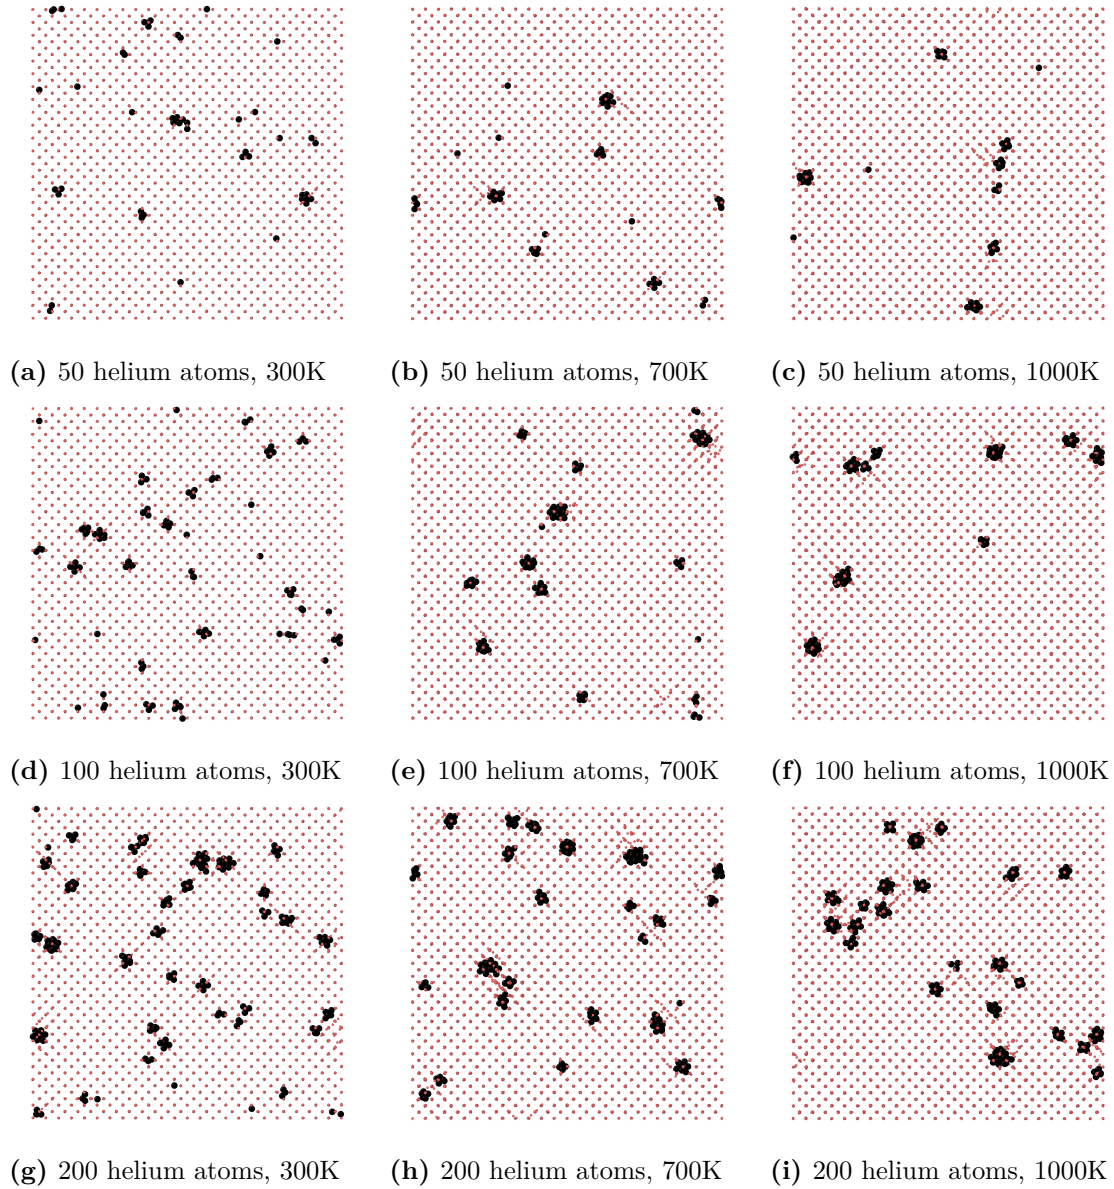 (a) 50 helium atoms, 300K
(b) 50 helium atoms, 700K
(c) 50 helium atoms, 1000K
(d) 100 helium atoms, 300K
(e) 100 helium atoms, 700K
(f) 100 helium atoms, 1000K
(g) 200 helium atoms, 300K
(h) 200 helium atoms, 700K
(i) 200 helium atoms, 1000K